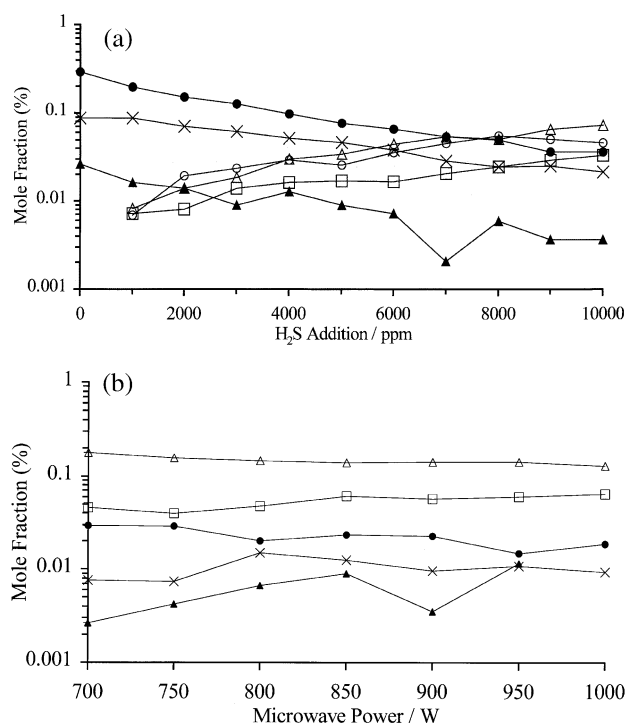 (a)
1
0.1
0.01
0.001
Mole Fraction (%)
0 2000 4000 6000 8000 10000
H₂S Addition / ppm
(b)
1
0.1
0.01
0.001
Mole Fraction (%)
700 750 800 850 900 950 1000
Microwave Power / W